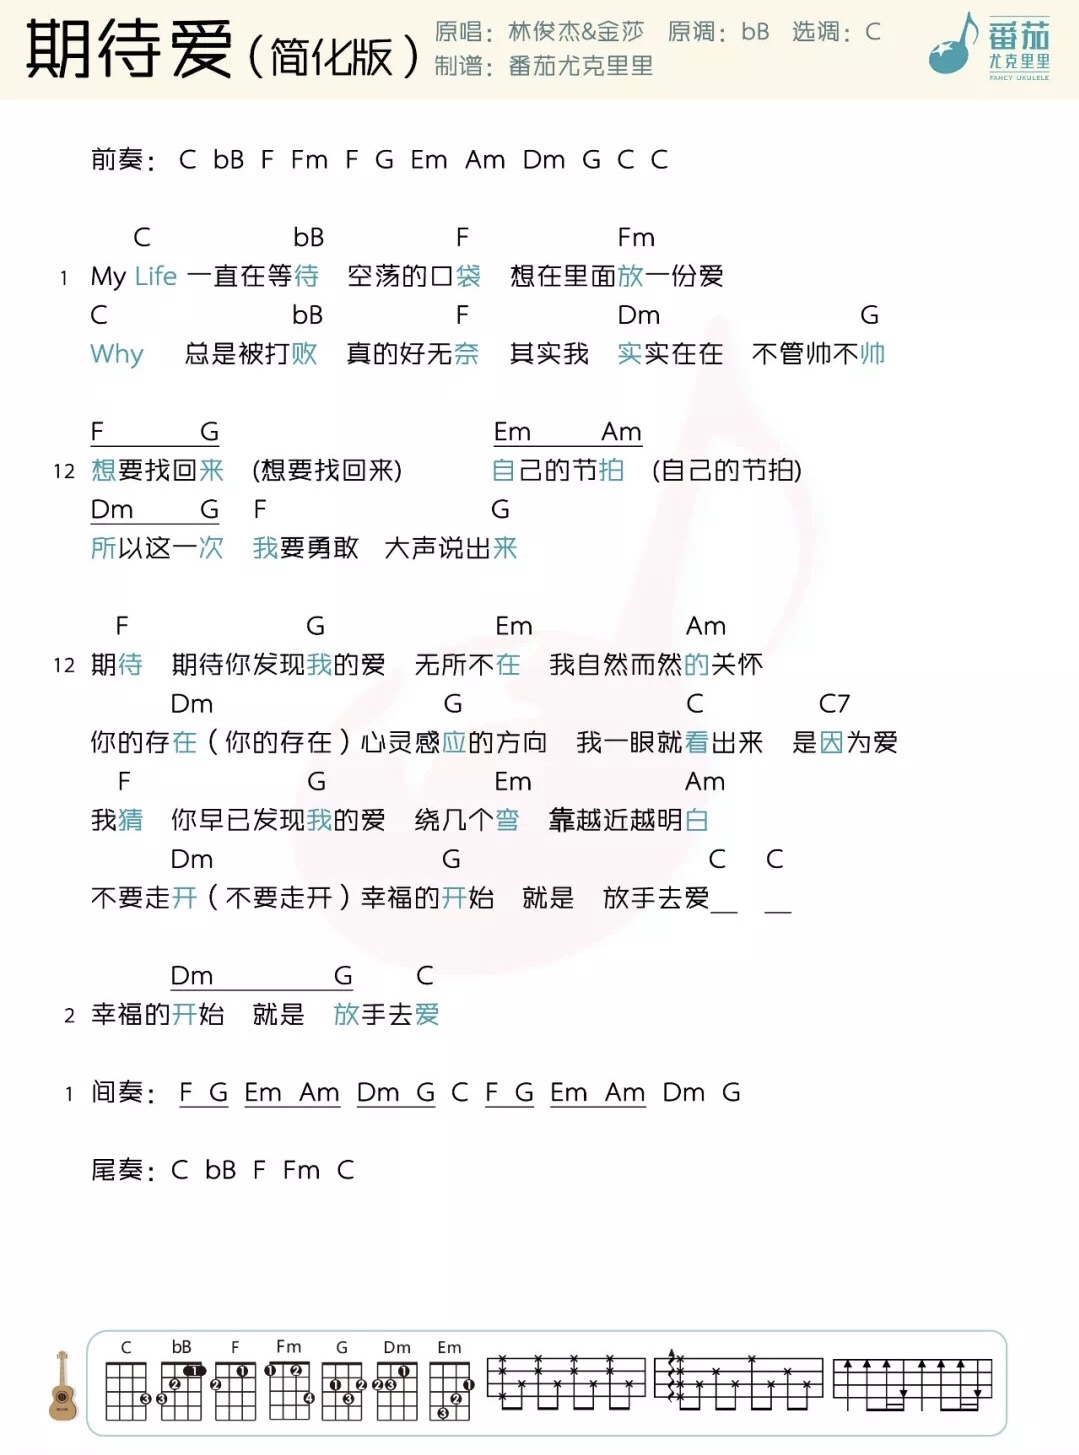 期待爱（简化版）
原唱：林俊杰&金莎 原调：bB 选调：C
制谱：番茄尤克里里
番茄
尤克里里
FANCY UKULELE
前奏： C bB F Fm F G Em Am Dm G C C
C bB F Fm
1 My Life 一直在等待 空荡的口袋 想在里面放一份爱
C bB F Dm G
Why 总是被打败 真的好无奈 其实我 实实在在 不管帅不帅
F G Em Am
12 想要找回来 (想要找回来) 自己的节拍 (自己的节拍)
Dm G F G
所以这一次 我要勇敢 大声说出来
F G Em Am
12 期待 期待你发现我的爱 无所不在 我自然而然的关怀
Dm G C C7
你的存在（你的存在）心灵感应的方向 我一眼就看出来 是因为爱
F G Em Am
我猜 你早已发现我的爱 绕几个弯 靠越近越明白
Dm G C C
不要走开（不要走开）幸福的开始 就是 放手去爱__ __
Dm G C
2 幸福的开始 就是 放手去爱
1 间奏： F G Em Am Dm G C F G Em Am Dm G
尾奏：C bB F Fm C
C bB F Fm G Dm Em